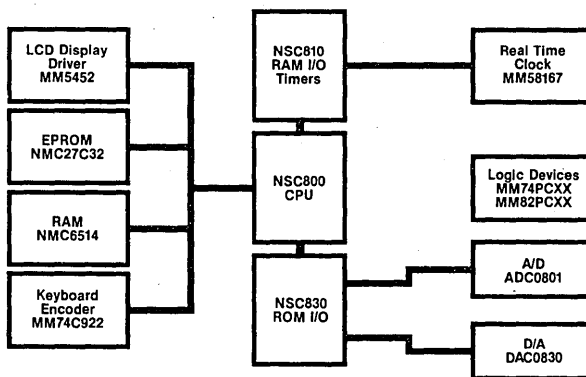 LCD Display
Driver
MM5452
EPROM
NMC27C32
RAM
NMC6514
Keyboard
Encoder
MM74C922
NSC810
RAM I/O
Timers
NSC800
CPU
NSC830
ROM I/O
Real Time
Clock
MM58167
Logic Devices
MM74PCXX
MM82PCXX
A/D
ADC0801
D/A
DAC0830